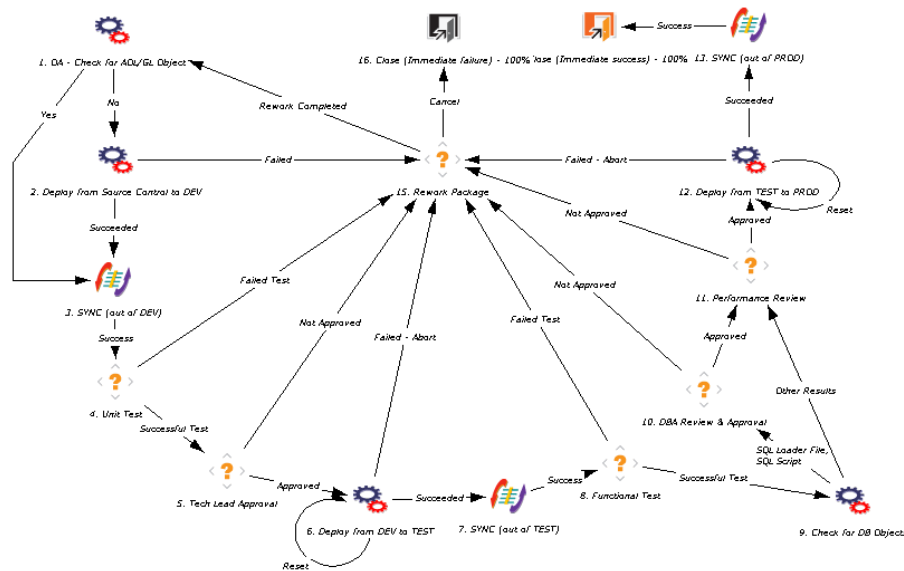 Success
1. OA - Check for AOL/GL Object
16. Close (Immediate failure) - 100%
lose (Immediate success) - 100%
13. SYNC (out of PROD)
Yes
No
Rework Completed
Cancel
Succeeded
Failed
Failed - Abort
2. Deploy from Source Control to DEV
15. Rework Package
12. Deploy from TEST to PROD
Reset
Succeeded
Not Approved
Approved
Failed Test
Not Approved
3. SYNC (out of DEV)
11. Performance Review
Success
Not Approved
Failed - Abort
Failed Test
Approved
4. Unit Test
Other Results
Successful Test
10. DBA Review & Approval
SQL Loader File,
SQL Script
5. Tech Lead Approval
Approved
Success
8. Functional Test
Successful Test
Succeeded
6. Deploy from DEV to TEST
7. SYNC (out of TEST)
9. Check for DB Object
Reset